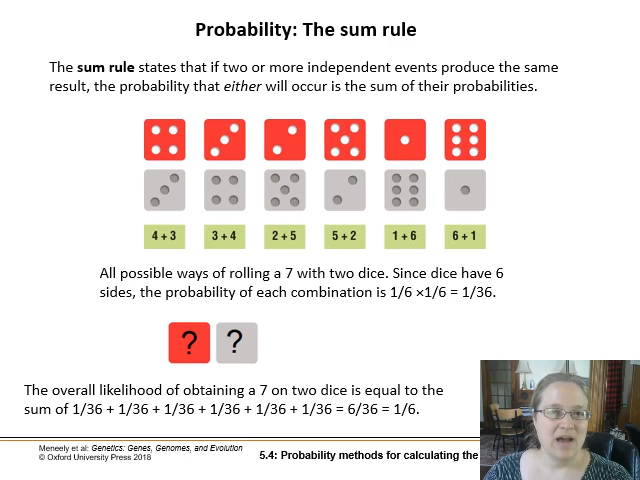 Probability: The sum rule
The sum rule states that if two or more independent events produce the same
result, the probability that either will occur is the sum of their probabilities.
4 + 3 3 + 4 2 + 5 5 + 2 1 + 6 6 + 1
All possible ways of rolling a 7 with two dice. Since dice have 6
sides, the probability of each combination is 1/6 ×1/6 = 1/36.
? ?
The overall likelihood of obtaining a 7 on two dice is equal to the
sum of 1/36 + 1/36 + 1/36 + 1/36 + 1/36 + 1/36 = 6/36 = 1/6.
Meneely et al: Genetics: Genes, Genomes, and Evolution
© Oxford University Press 2018
5.4: Probability methods for calculating the